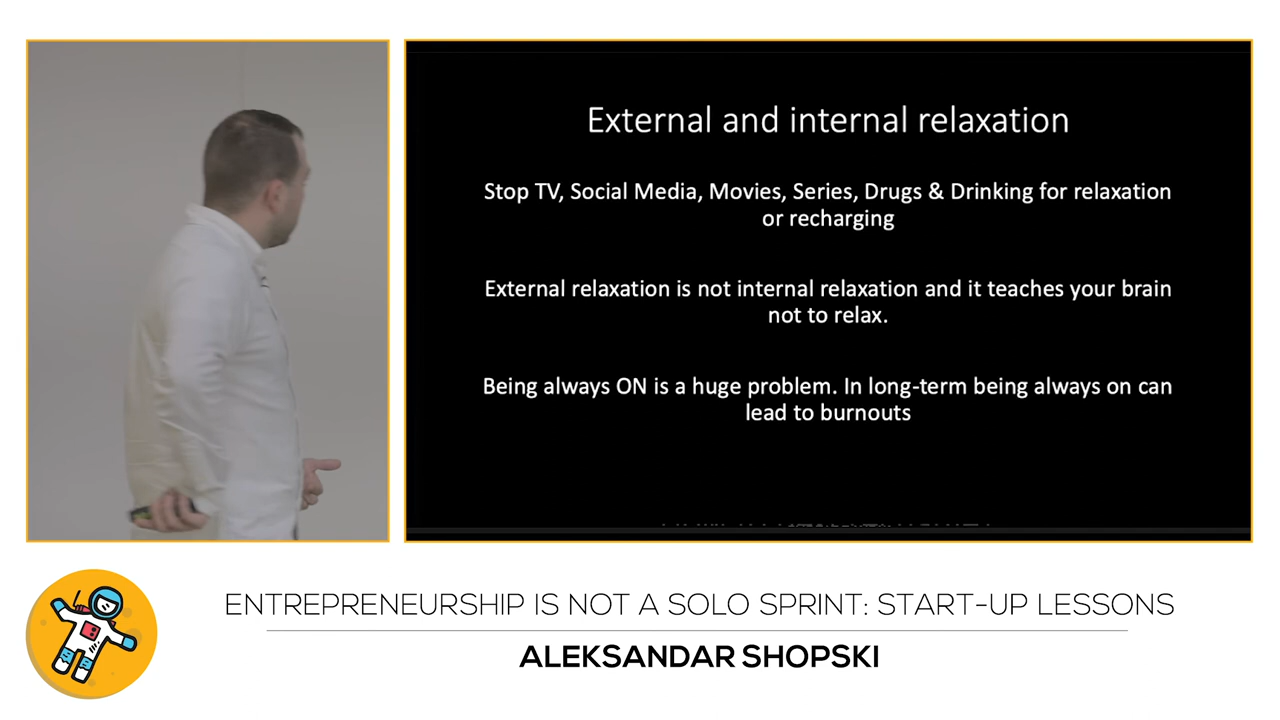 External and internal relaxation
Stop TV, Social Media, Movies, Series, Drugs & Drinking for relaxation
or recharging
External relaxation is not internal relaxation and it teaches your brain
not to relax.
Being always ON is a huge problem. In long-term being always on can
lead to burnouts
ENTREPRENEURSHIP IS NOT A SOLO SPRINT: START-UP LESSONS
ALEKSANDAR SHOPSKI